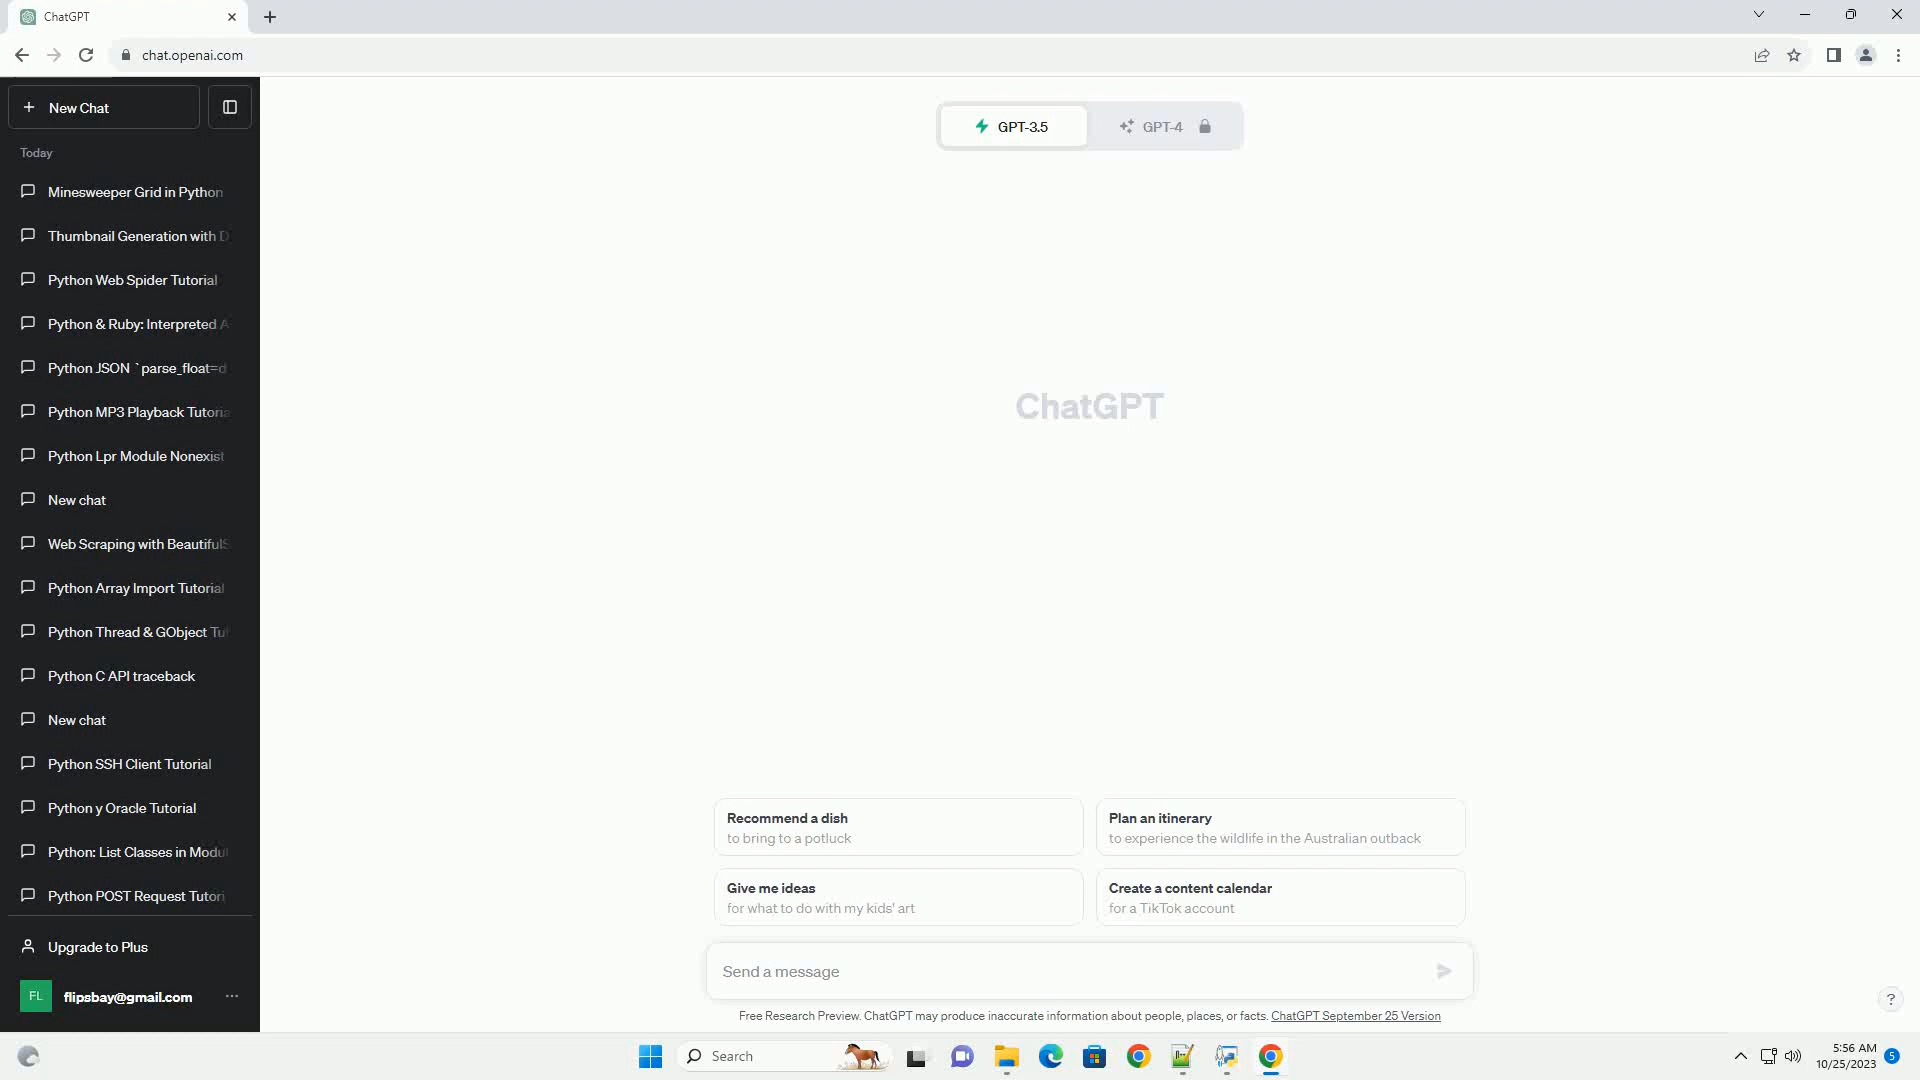 ChatGPT
chat.openai.com
New Chat
Today
Minesweeper Grid in Python
Thumbnail Generation with D
Python Web Spider Tutorial
Python & Ruby: Interpreted A
Python JSON `parse_float=d
Python MP3 Playback Tutoria
Python Lpr Module Nonexist
New chat
Web Scraping with BeautifulS
Python Array Import Tutorial
Python Thread & GObject Tut
Python C API traceback
New chat
Python SSH Client Tutorial
Python y Oracle Tutorial
Python: List Classes in Modul
Python POST Request Tutori
Upgrade to Plus
FL flipsbay@gmail.com
GPT-3.5 GPT-4
ChatGPT
Recommend a dish
to bring to a potluck
Plan an itinerary
to experience the wildlife in the Australian outback
Give me ideas
for what to do with my kids' art
Create a content calendar
for a TikTok account
Send a message
Free Research Preview. ChatGPT may produce inaccurate information about people, places, or facts. ChatGPT September 25 Version
?
Search
5:56 AM
10/25/2023
5